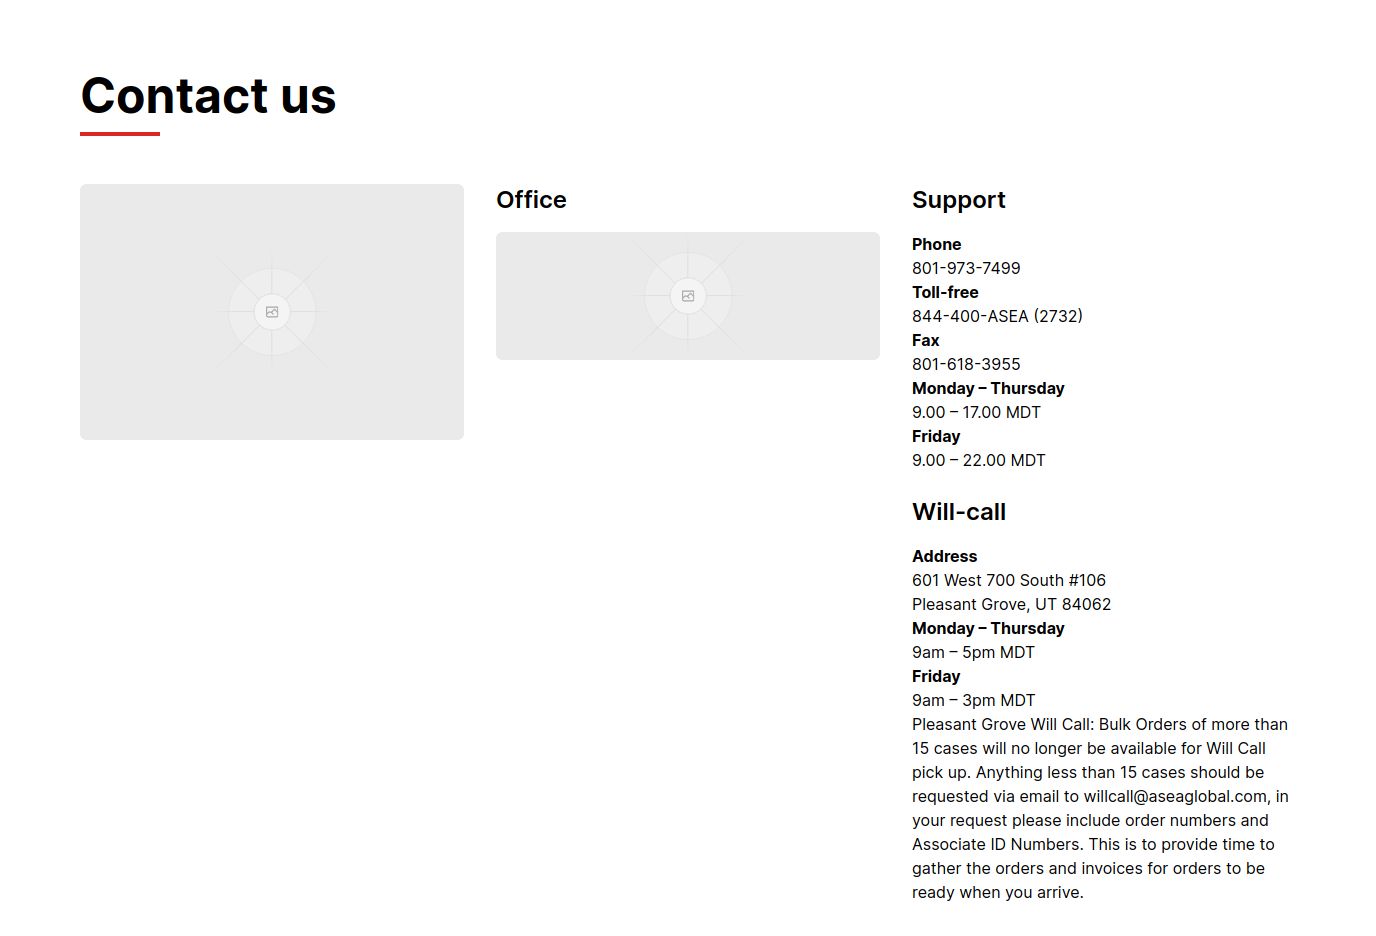 Contact us
Office
Support
Phone
801-973-7499
Toll-free
844-400-ASEA (2732)
Fax
801-618-3955
Monday – Thursday
9.00 – 17.00 MDT
Friday
9.00 – 22.00 MDT
Will-call
Address
601 West 700 South #106
Pleasant Grove, UT 84062
Monday – Thursday
9am – 5pm MDT
Friday
9am – 3pm MDT
Pleasant Grove Will Call: Bulk Orders of more than
15 cases will no longer be available for Will Call
pick up. Anything less than 15 cases should be
requested via email to willcall@aseaglobal.com, in
your request please include order numbers and
Associate ID Numbers. This is to provide time to
gather the orders and invoices for orders to be
ready when you arrive.